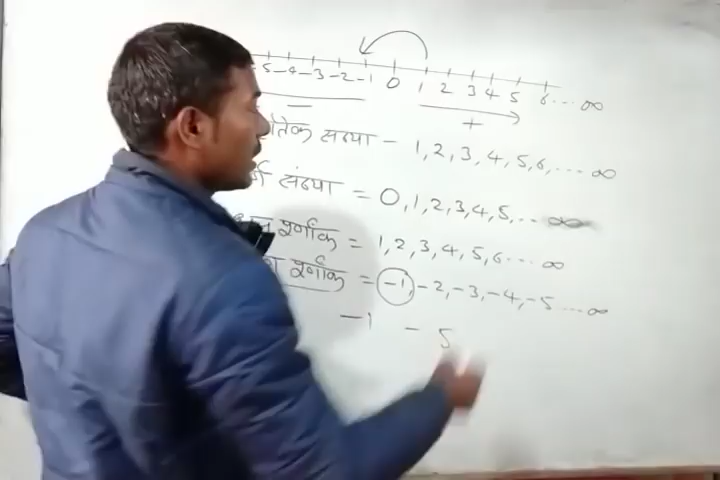 5 -4 -3 -2 -1 0 1 2 3 4 5 6... ∞
- +
संख्या - 1, 2, 3, 4, 5, 6, ... ∞
संख्या = 0, 1, 2, 3, 4, 5, ... ∞
पूर्णांक = 1, 2, 3, 4, 5, 6 ... ∞
पूर्णांक = -1, -2, -3, -4, -5 ... ∞
-1 - 5